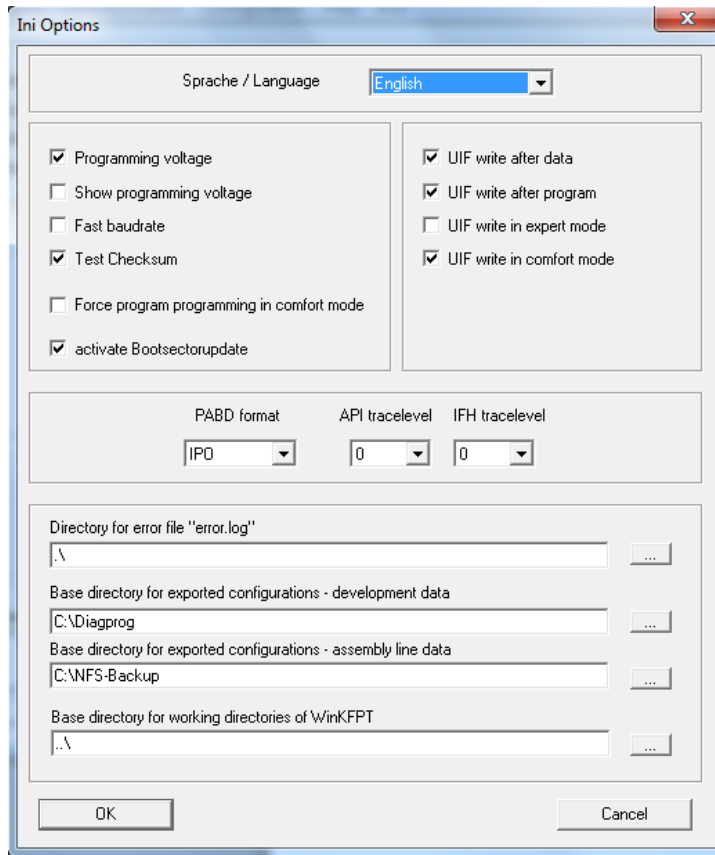 Ini Options
X
Sprache / Language
English
Programming voltage
Show programming voltage
Fast baudrate
Test Checksum
Force program programming in comfort mode
activate Bootsectorupdate
UIF write after data
UIF write after program
UIF write in expert mode
UIF write in comfort mode
PABD format
API tracelevel
IFH tracelevel
IPO
0
0
Directory for error file "error.log"
.\
...
Base directory for exported configurations - development data
C:\Diagprog
...
Base directory for exported configurations - assembly line data
C:\NFS-Backup
...
Base directory for working directories of WinKFPT
..\
...
OK
Cancel